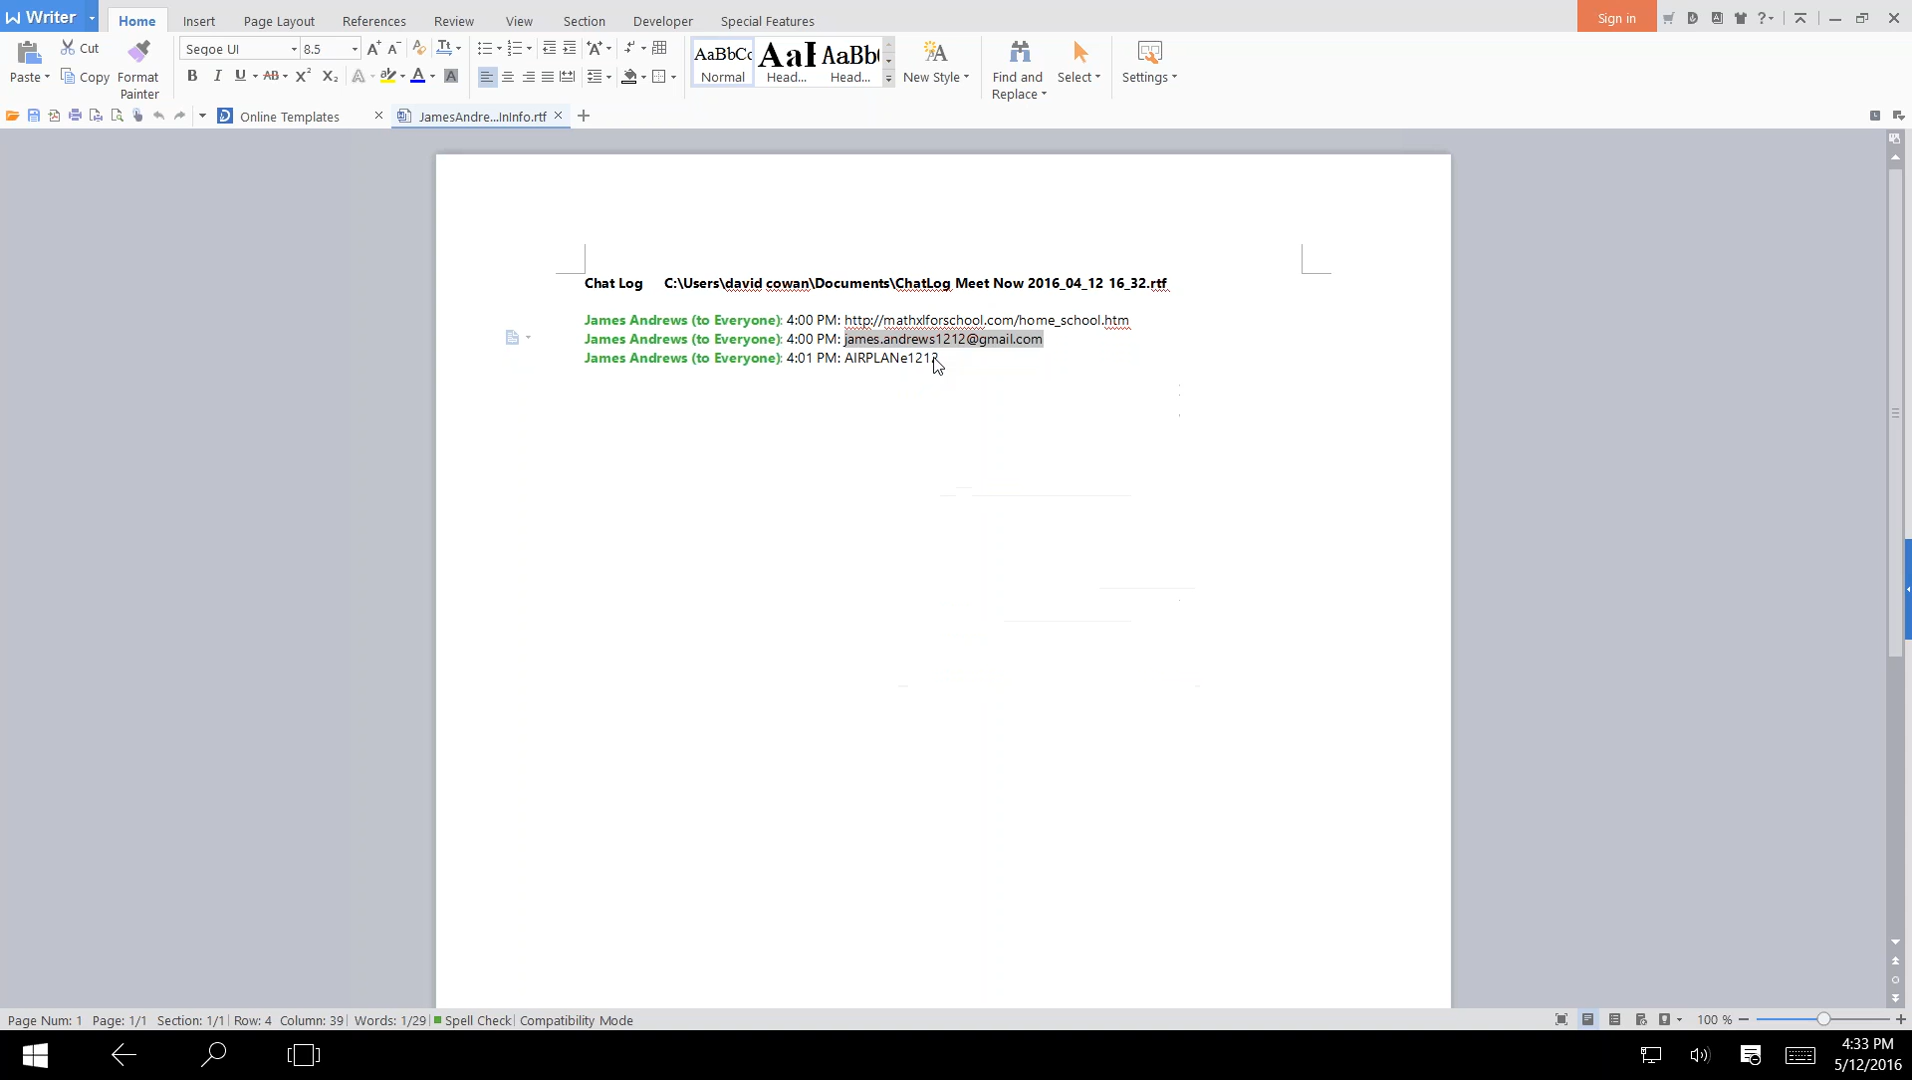 Writer
Home
Insert
Page Layout
References
Review
View
Section
Developer
Special Features
Sign in
Paste
Cut
Copy
Format
Painter
Segoe UI
8.5
B I U AB X² X₂
AaBbCc
Normal
AaI
Head...
AaBb(
Head...
New Style
Find and
Replace
Select
Settings
Online Templates
JamesAndre...InInfo.rtf
Chat Log C:\Users\david cowan\Documents\ChatLog Meet Now 2016_04_12 16_32.rtf
James Andrews (to Everyone): 4:00 PM: http://mathxlforschool.com/home_school.htm
James Andrews (to Everyone): 4:00 PM: james.andrews1212@gmail.com
James Andrews (to Everyone): 4:01 PM: AIRPLANe1212
Page Num: 1 Page: 1/1 Section: 1/1 Row: 4 Column: 39 Words: 1/29 Spell Check Compatibility Mode
100 %
4:33 PM
5/12/2016